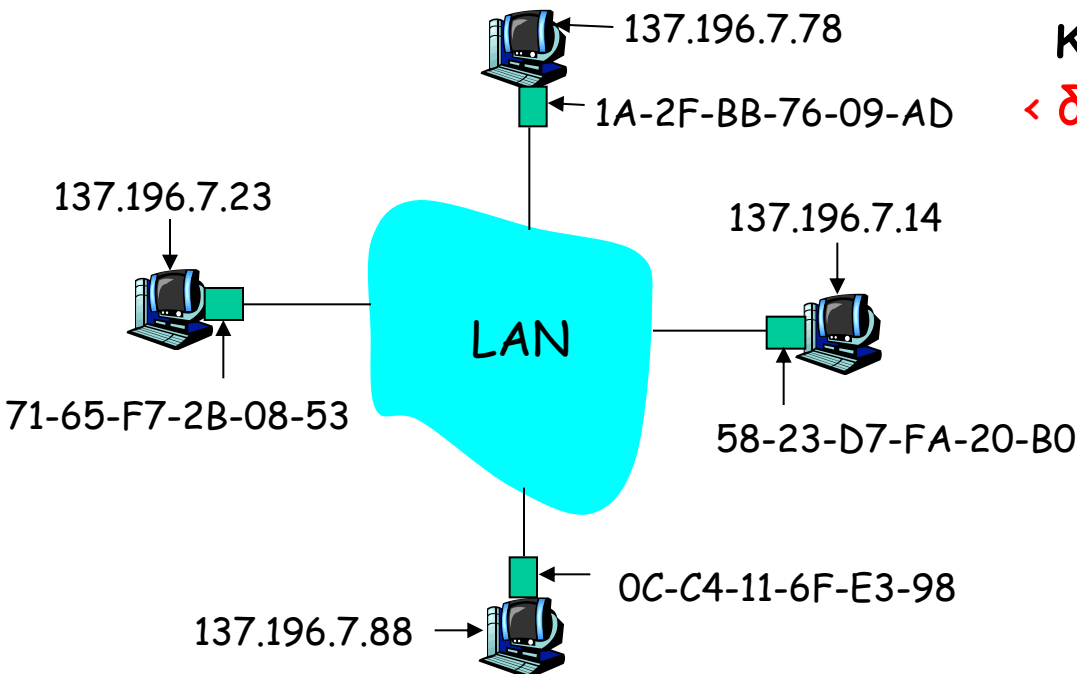 137.196.7.78
К
1A-2F-BB-76-09-AD
< δ
137.196.7.23
137.196.7.14
LAN
71-65-F7-2B-08-53
58-23-D7-FA-20-B0
0C-C4-11-6F-E3-98
137.196.7.88